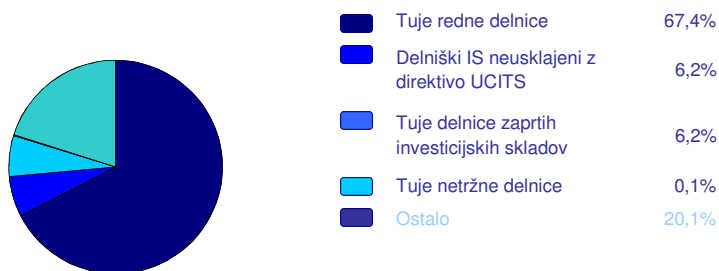 Tuje redne delnice 67,4%
Delniški IS neusklajeni z
direktivo UCITS 6,2%
Tuje delnice zaprtih
investicijskih skladov 6,2%
Tuje netržne delnice 0,1%
Ostalo 20,1%